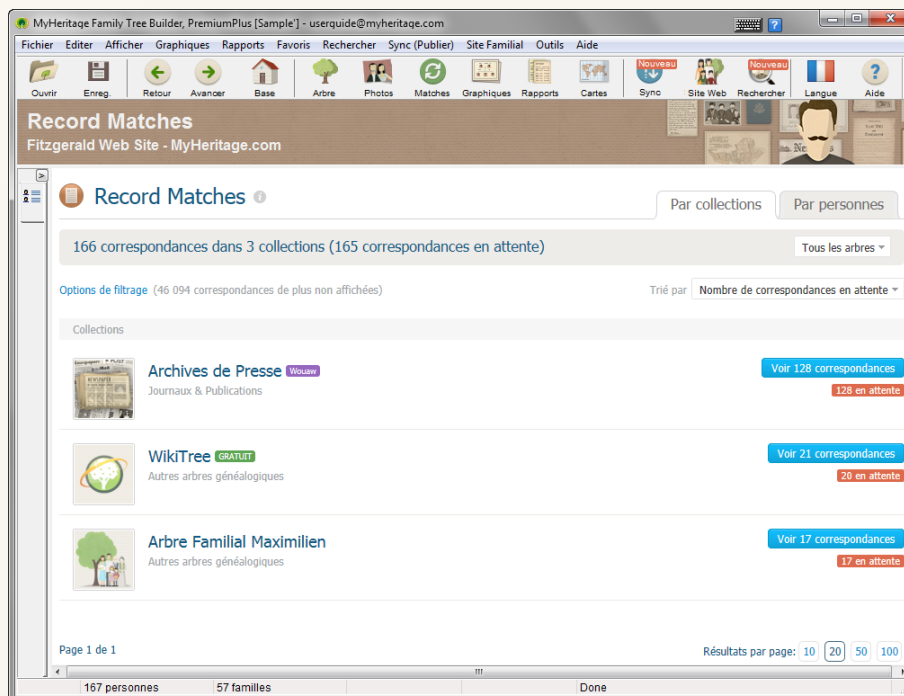 MyHeritage Family Tree Builder, PremiumPlus [Sample'] - userguide@myheritage.com
Fichier Editer Afficher Graphiques Rapports Favoris Rechercher Sync (Publier) Site Familial Outils Aide
Nouveau Nouveau
Ouvrir Enreg. Retour Avancer Base Arbre Photos Matches Graphiques Rapports Cartes Sync Site Web Rechercher Langue Aide
Record Matches
Fitzgerald Web Site - MyHeritage.com
Record Matches
Par collections Par personnes
166 correspondances dans 3 collections (165 correspondances en attente) Tous les arbres
Options de filtrage (46 094 correspondances de plus non affichées) Trié par Nombre de correspondances en attente
Collections
Archives de Presse Wouaw Voir 128 correspondances
Journaux & Publications 128 en attente
WikiTree GRATUIT Voir 21 correspondances
Autres arbres généalogiques 20 en attente
Arbre Familial Maximilien Voir 17 correspondances
Autres arbres généalogiques 17 en attente
Page 1 de 1 Résultats par page: 10 20 50 100
167 personnes 57 familles Done